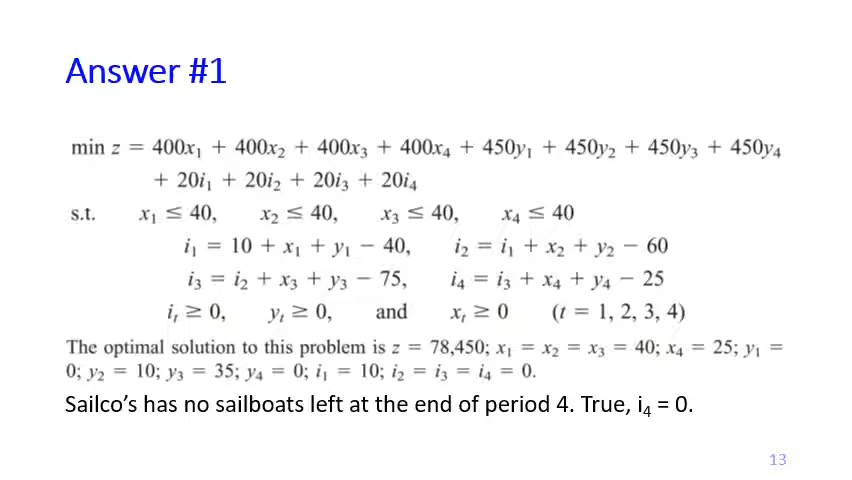 Answer #1
min z = 400x₁ + 400x₂ + 400x₃ + 400x₄ + 450y₁ + 450y₂ + 450y₃ + 450y₄
+ 20i₁ + 20i₂ + 20i₃ + 20i₄
s.t. x₁ ≤ 40, x₂ ≤ 40, x₃ ≤ 40, x₄ ≤ 40
i₁ = 10 + x₁ + y₁ − 40, i₂ = i₁ + x₂ + y₂ − 60
i₃ = i₂ + x₃ + y₃ − 75, i₄ = i₃ + x₄ + y₄ − 25
iₜ ≥ 0, yₜ ≥ 0, and xₜ ≥ 0 (t = 1, 2, 3, 4)
The optimal solution to this problem is z = 78,450; x₁ = x₂ = x₃ = 40; x₄ = 25; y₁ =
0; y₂ = 10; y₃ = 35; y₄ = 0; i₁ = 10; i₂ = i₃ = i₄ = 0.
Sailco’s has no sailboats left at the end of period 4. True, i₄ = 0.
13